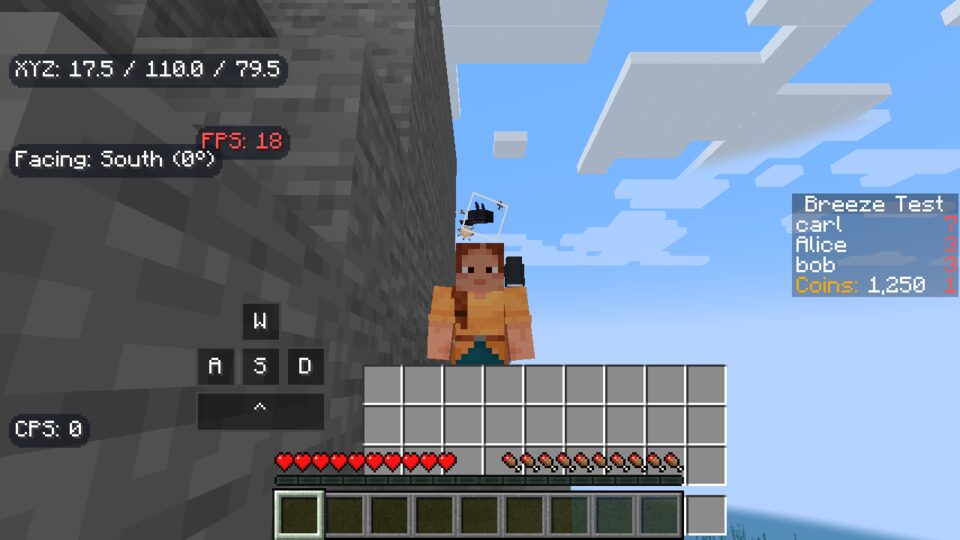 XYZ: 17.5 / 110.0 / 79.5
FPS: 18
Facing: South (0°)
Breeze Test
carl
Alice
bob
Coins: 1,250 1
W
A S D
^
CPS: 0